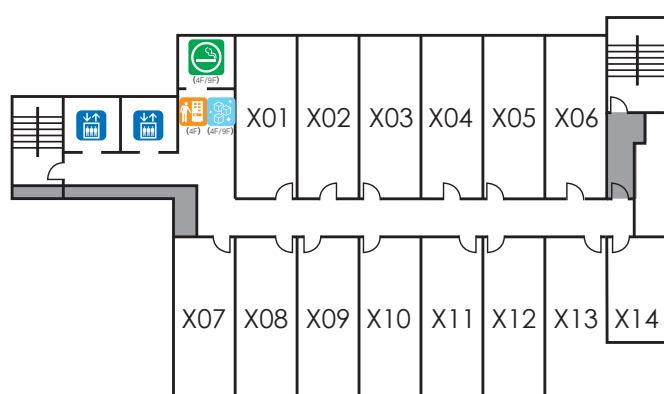 (4F/9F)
(4F) (4F/9F)
X01 X02 X03 X04 X05 X06
X07 X08 X09 X10 X11 X12 X13 X14